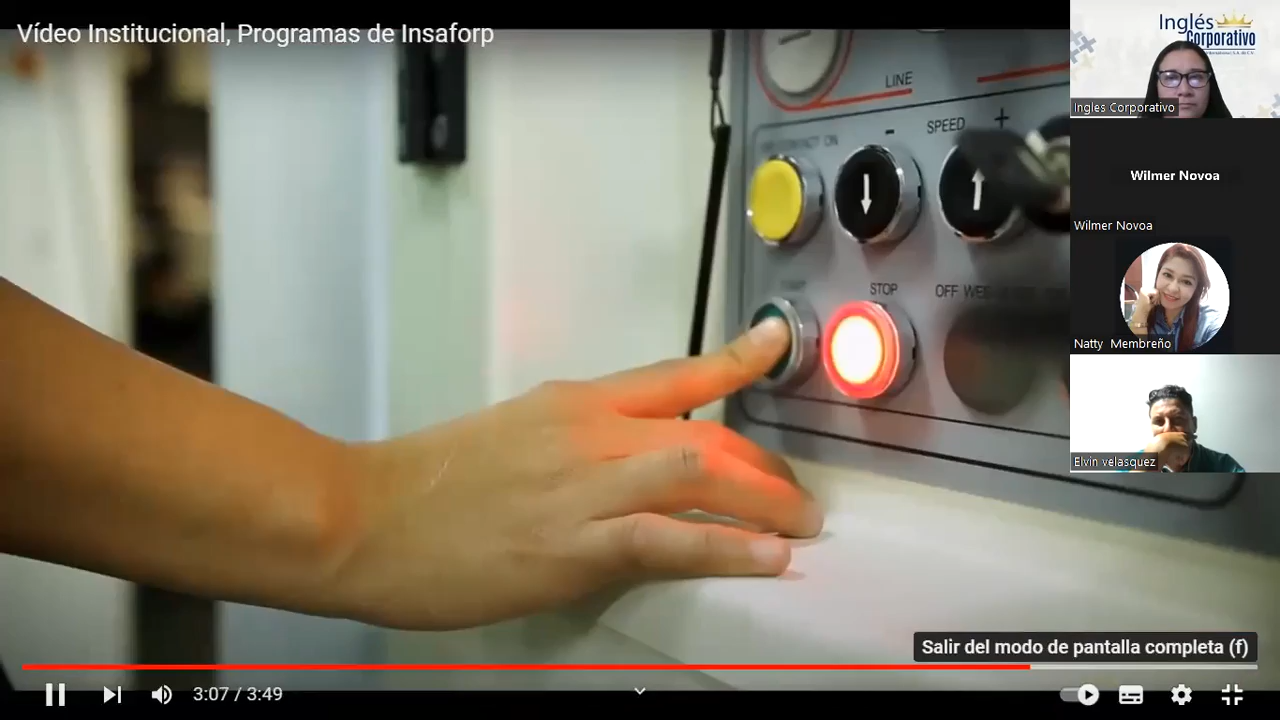 Vídeo Institucional, Programas de Insaforp
Inglés
Corporativo
Ingles Corporativo
LINE
SPEED
- +
ON
STOP
OFF
Wilmer Novoa
Wilmer Novoa
Natty Membreño
Elvin velasquez
Salir del modo de pantalla completa (f)
3:07 / 3:49